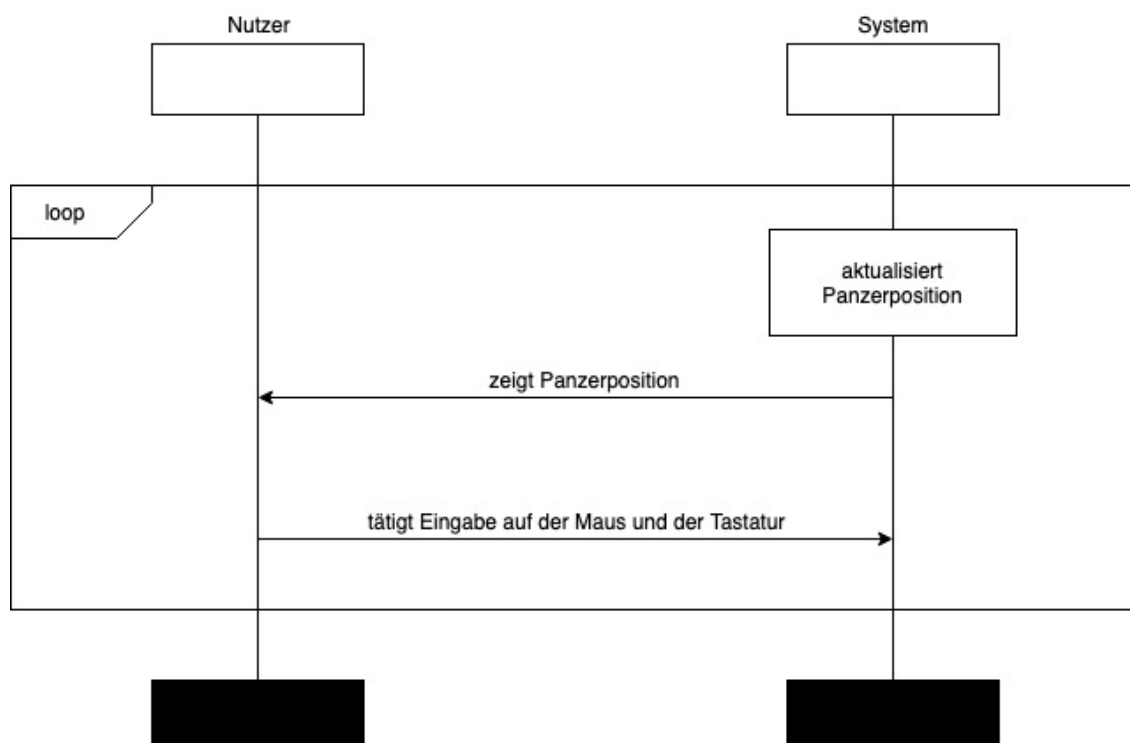 Nutzer
System
loop
aktualisiert
Panzerposition
zeigt Panzerposition
tätigt Eingabe auf der Maus und der Tastatur